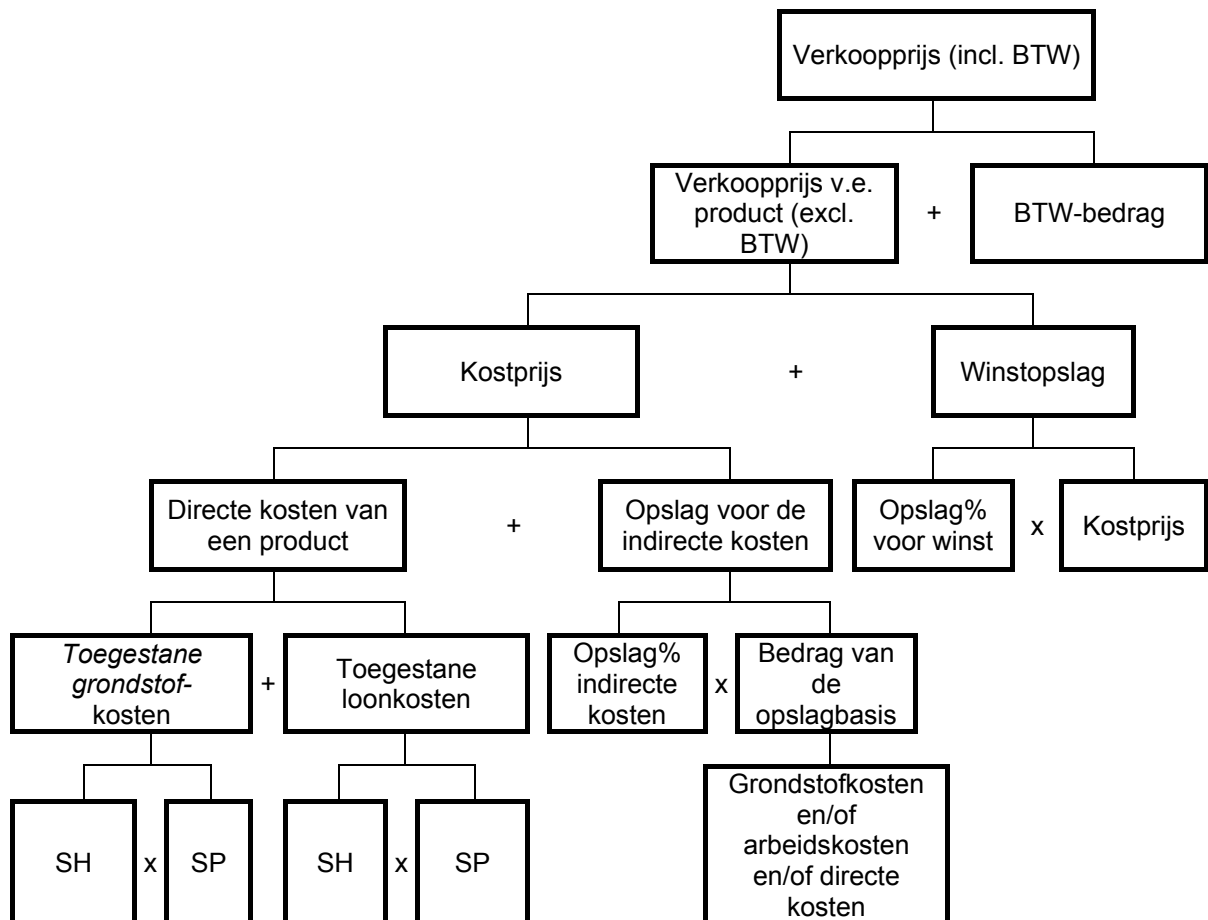 Verkoopprijs (incl. BTW)
Verkoopprijs v.e.
product (excl.
BTW)
+
BTW-bedrag
Kostprijs
+
Winstopslag
Directe kosten van
een product
+
Opslag voor de
indirecte kosten
Opslag%
voor winst
x
Kostprijs
Toegestane
grondstof-
kosten
+
Toegestane
loonkosten
Opslag%
indirecte
kosten
x
Bedrag van
de
opslagbasis
SH
x
SP
SH
x
SP
Grondstofkosten
en/of
arbeidskosten
en/of directe
kosten